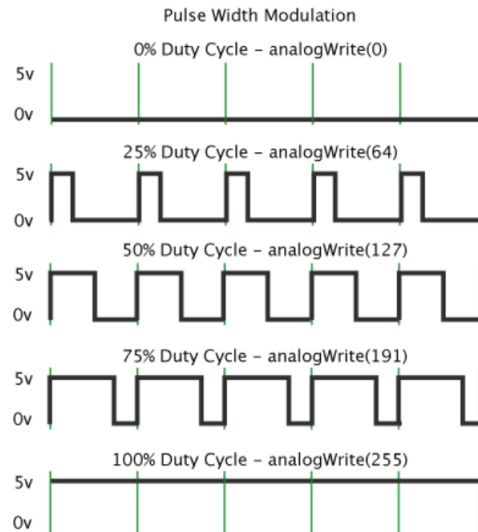 Pulse Width Modulation
0% Duty Cycle – analogWrite(0)
5v
0v
25% Duty Cycle – analogWrite(64)
5v
0v
50% Duty Cycle – analogWrite(127)
5v
0v
75% Duty Cycle – analogWrite(191)
5v
0v
100% Duty Cycle – analogWrite(255)
5v
0v